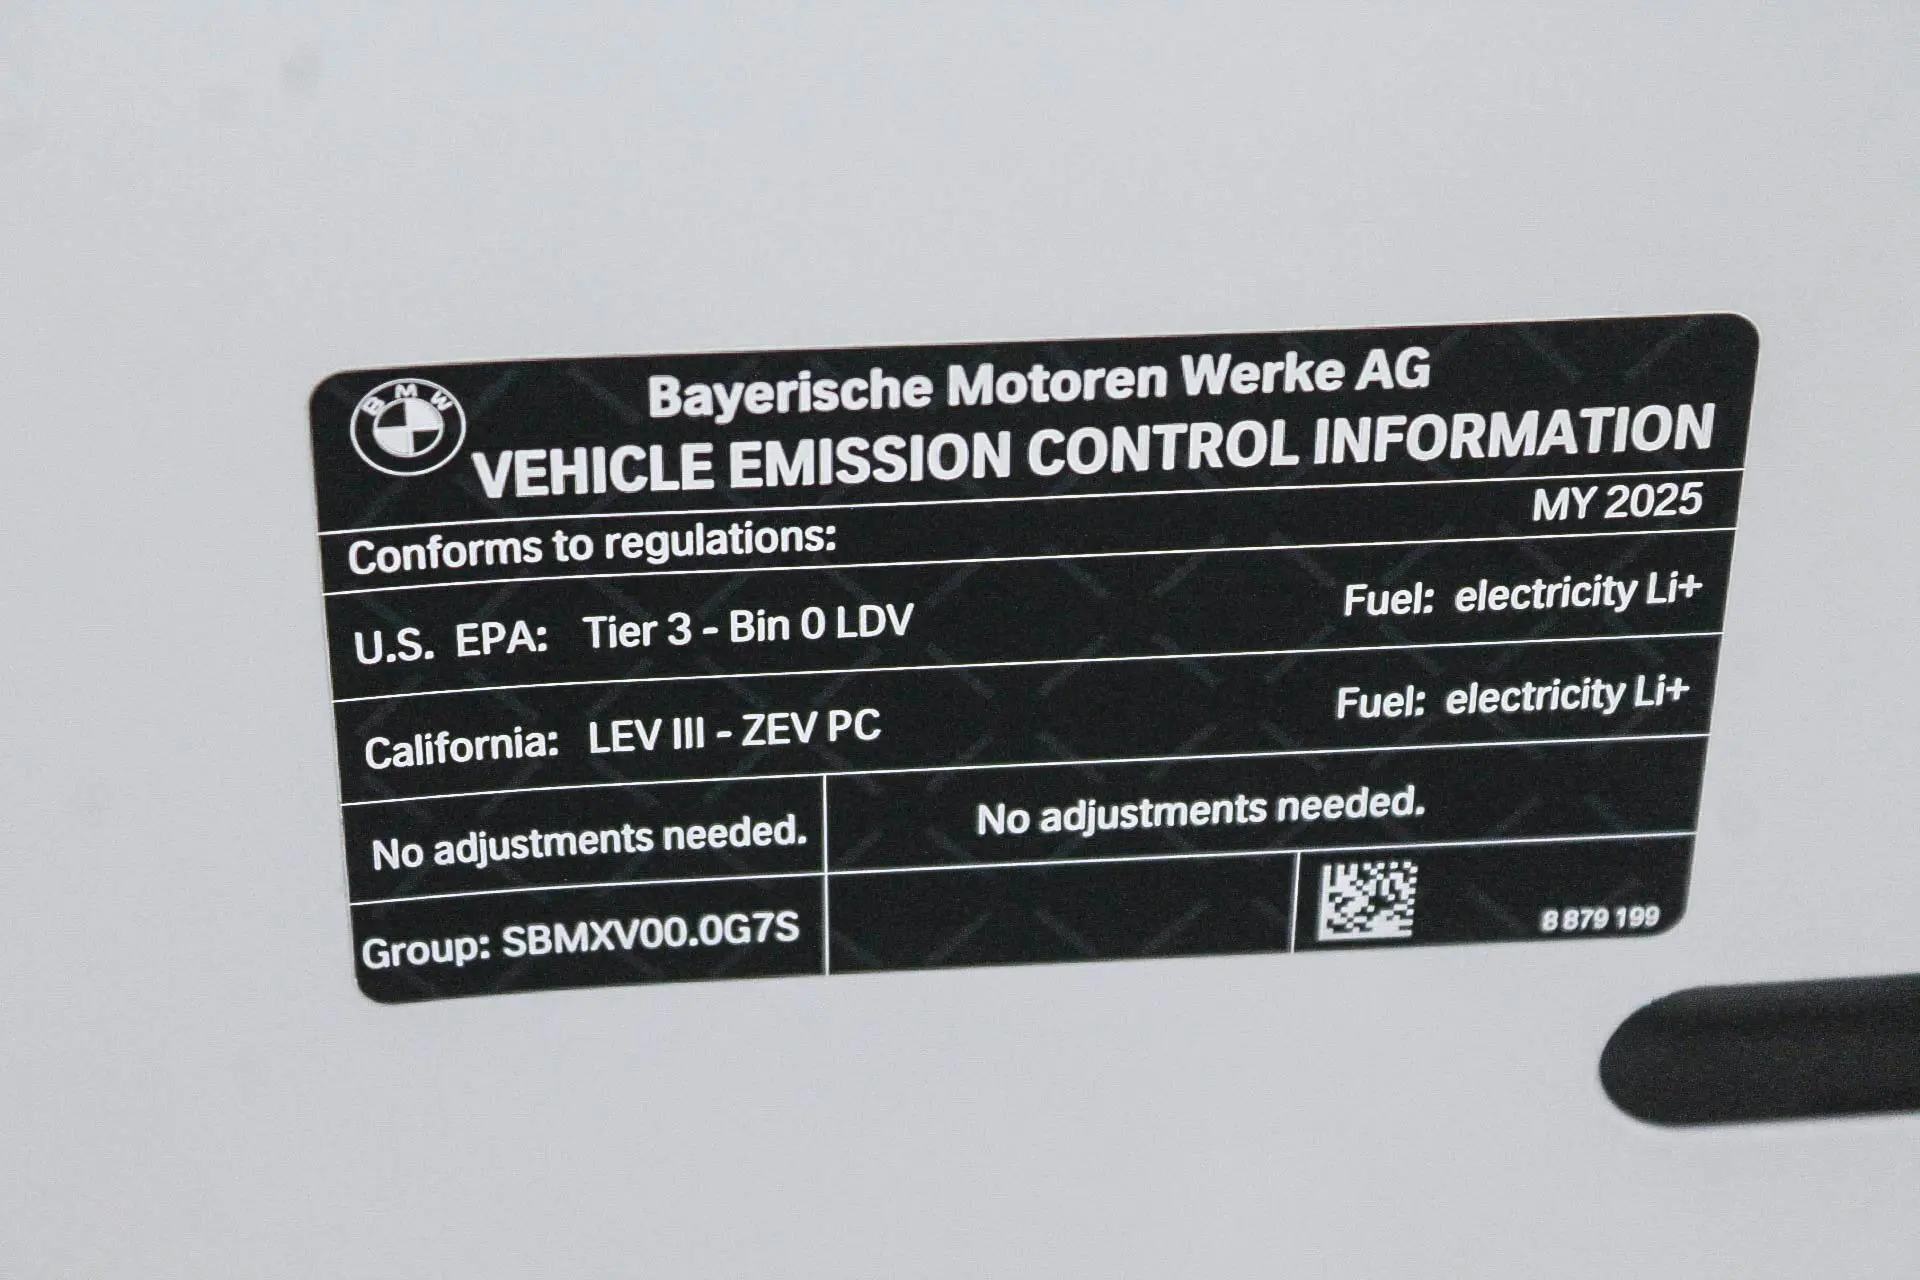 BMW
Bayerische Motoren Werke AG
VEHICLE EMISSION CONTROL INFORMATION
MY 2025
Conforms to regulations:
U.S. EPA: Tier 3 - Bin 0 LDV Fuel: electricity Li+
California: LEV III - ZEV PC Fuel: electricity Li+
No adjustments needed. No adjustments needed.
Group: SBMXV00.0G7S 8 879 199